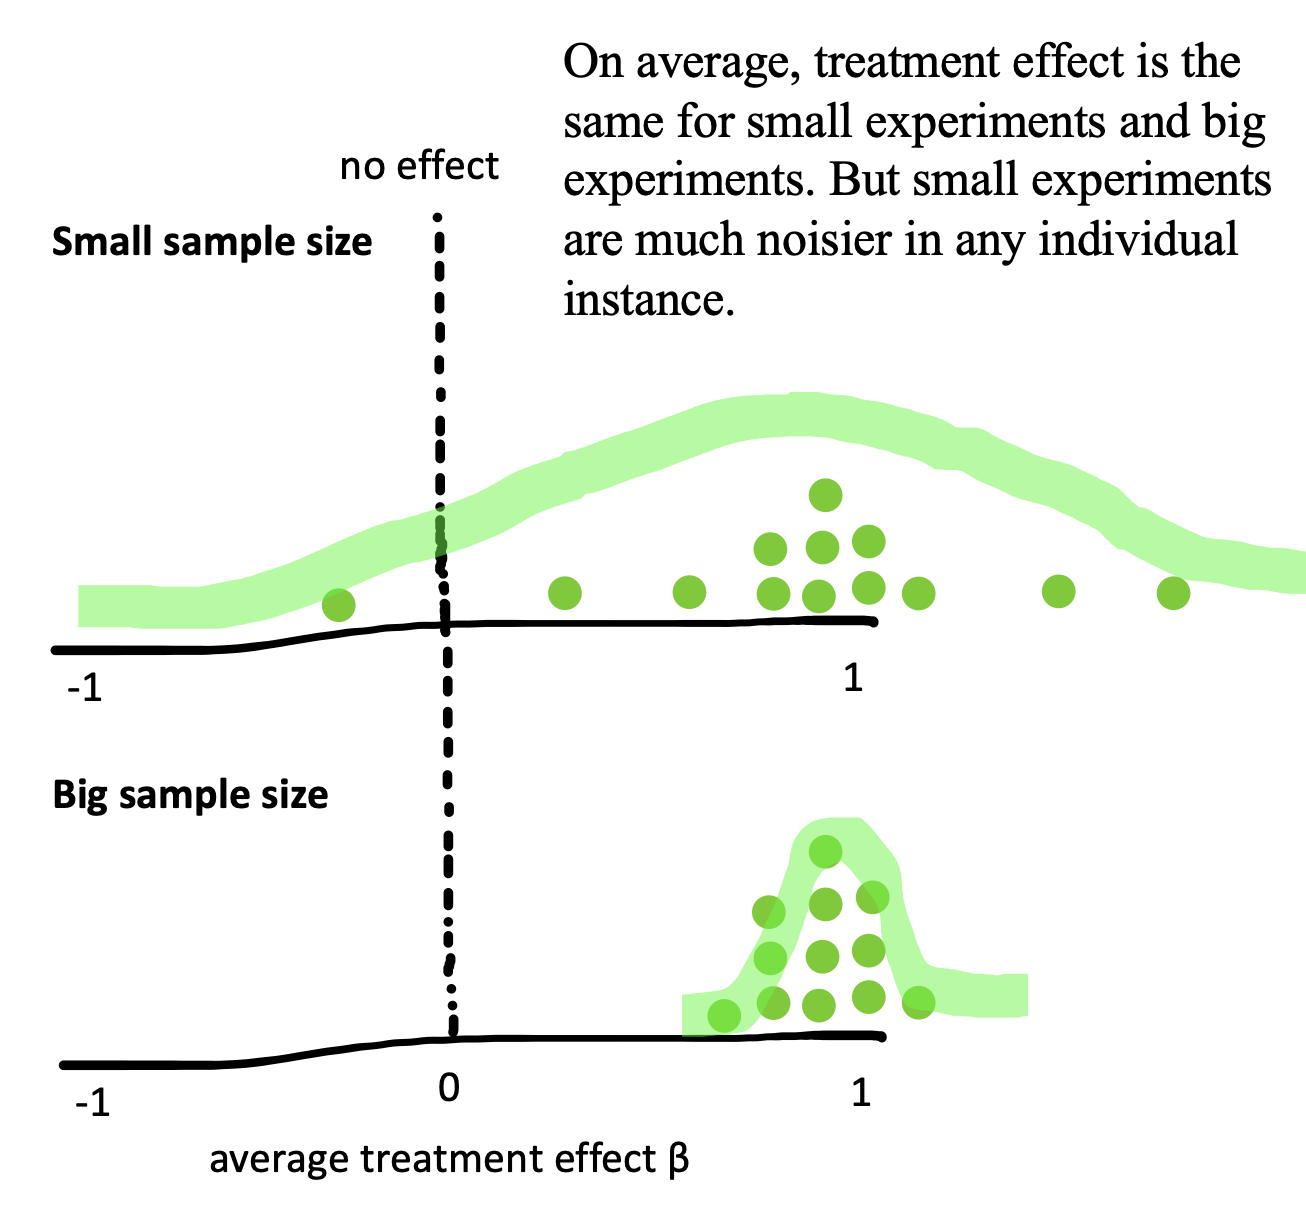 On average, treatment effect is the
same for small experiments and big
experiments. But small experiments
are much noisier in any individual
instance.
no effect
Small sample size
-1
1
Big sample size
-1
0
1
average treatment effect β